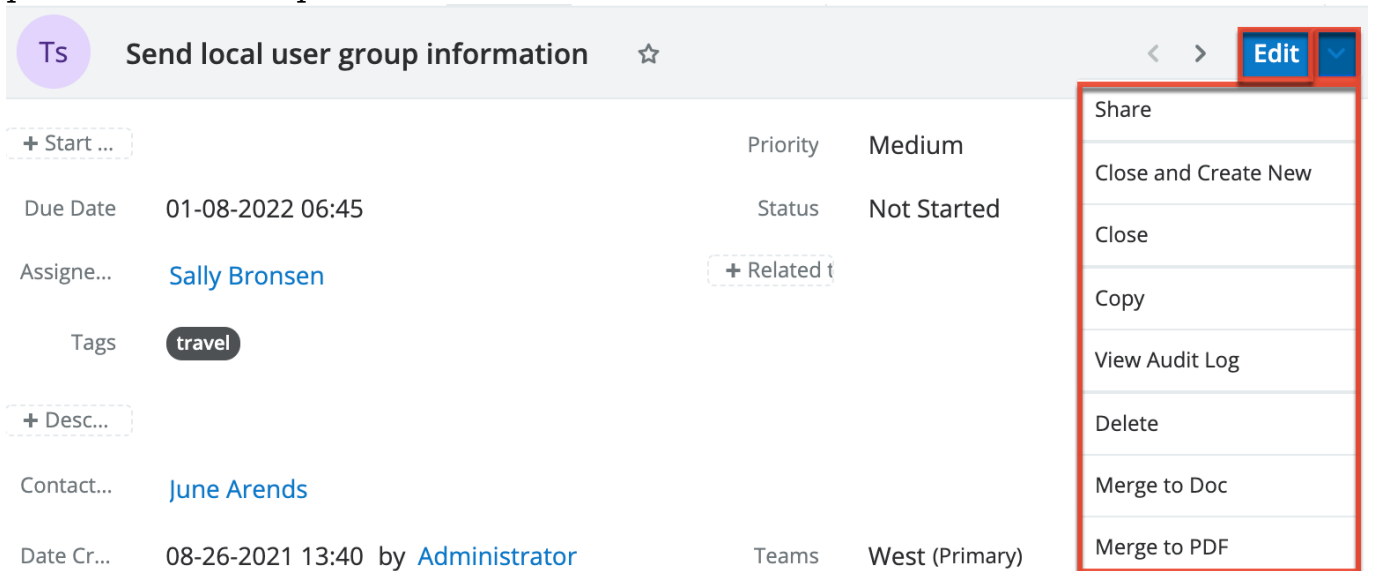 Ts Send local user group information Edit
Share
+ Start ... Priority Medium
Close and Create New
Due Date 01-08-2022 06:45 Status Not Started
Close
Assigne... Sally Bronsen + Related t
Copy
Tags travel
View Audit Log
+ Desc...
Delete
Contact... June Arends
Merge to Doc
Date Cr... 08-26-2021 13:40 by Administrator Teams West (Primary)
Merge to PDF